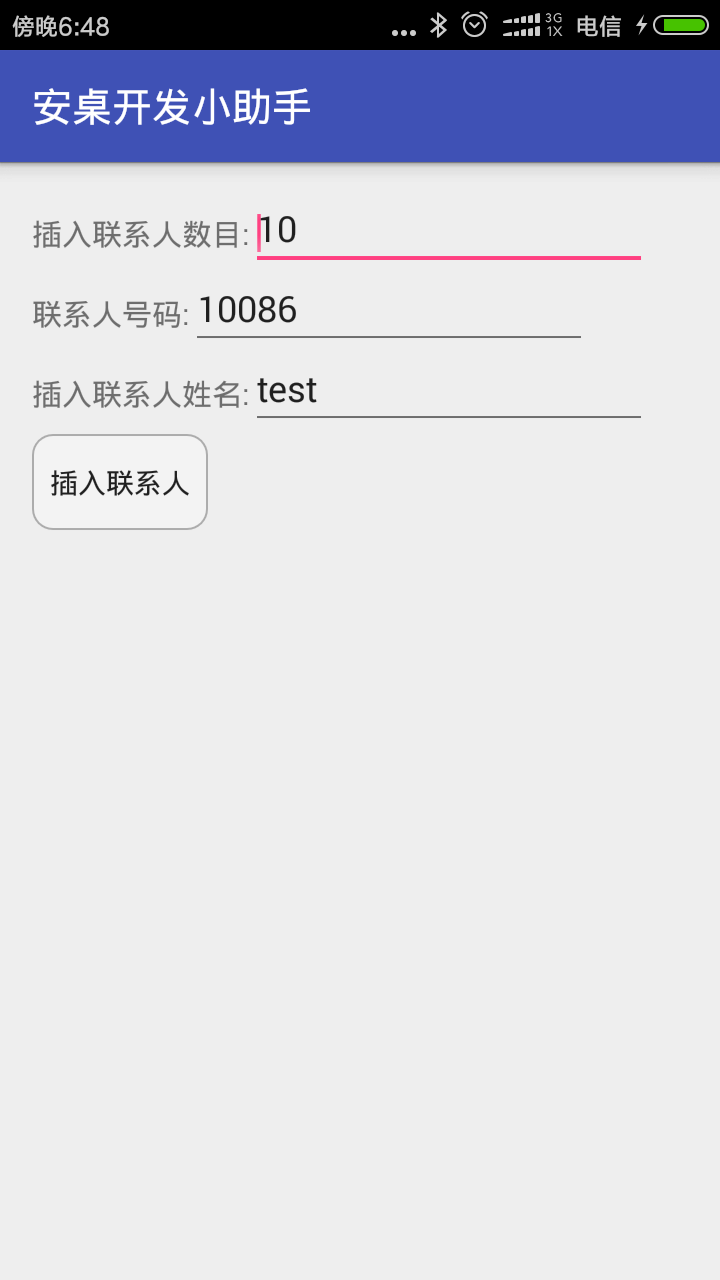 傍晚6:48 ... 3G 1X 电信
安桌开发小助手
插入联系人数目: 10
联系人号码: 10086
插入联系人姓名: test
插入联系人